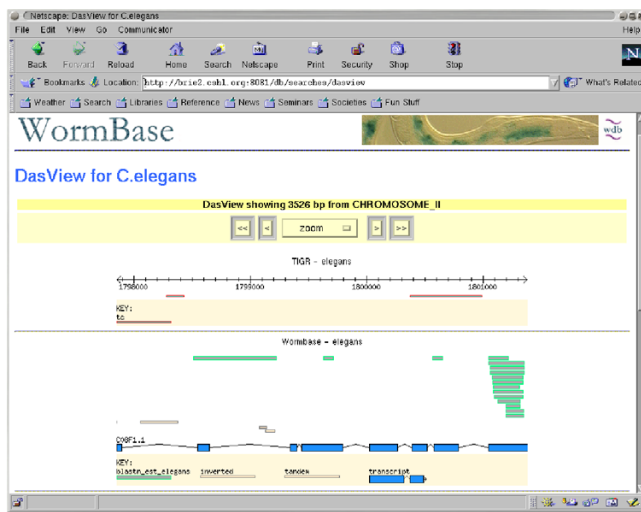 Netscape: DasView for C.elegans
File Edit View Go Communicator Help
Back Forward Reload Home Search Netscape Print Security Shop Stop N
Bookmarks Location: http://brie2.cshl.org:8081/db/searches/dasview What's Related
Weather Search Libraries Reference News Seminars Societies Fun Stuff
WormBase wdb
DasView for C.elegans
DasView showing 3526 bp from CHROMOSOME_II
<< < zoom > >>
TIGR - elegans
1798000 1799000 1800000 1801000
KEY:
Wormbase - elegans
KEY:
blastn_est_elegans inverted tandem transcript